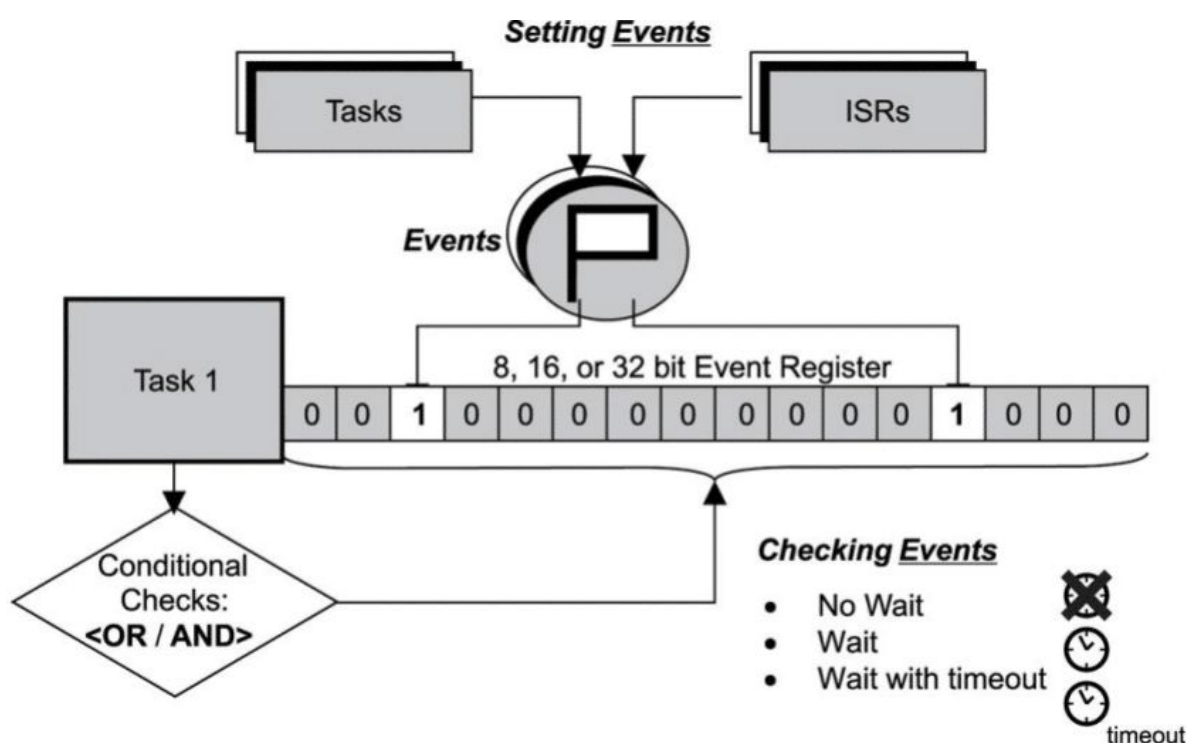 Setting Events
Tasks
ISRs
Events
8, 16, or 32 bit Event Register
Task 1
0 0 1 0 0 0 0 0 0 0 0 0 1 0 0 0
Conditional
Checks:
<OR / AND>
Checking Events
• No Wait
• Wait
• Wait with timeout
timeout